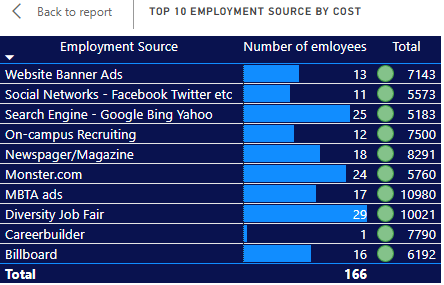 Back to report
TOP 10 EMPLOYMENT SOURCE BY COST
Employment Source Number of emloyees Total
Website Banner Ads 13 7143
Social Networks - Facebook Twitter etc 11 5573
Search Engine - Google Bing Yahoo 25 5183
On-campus Recruiting 12 7500
Newspager/Magazine 18 8291
Monster.com 24 5760
MBTA ads 17 10980
Diversity Job Fair 29 10021
Careerbuilder 1 7790
Billboard 16 6192
Total 166